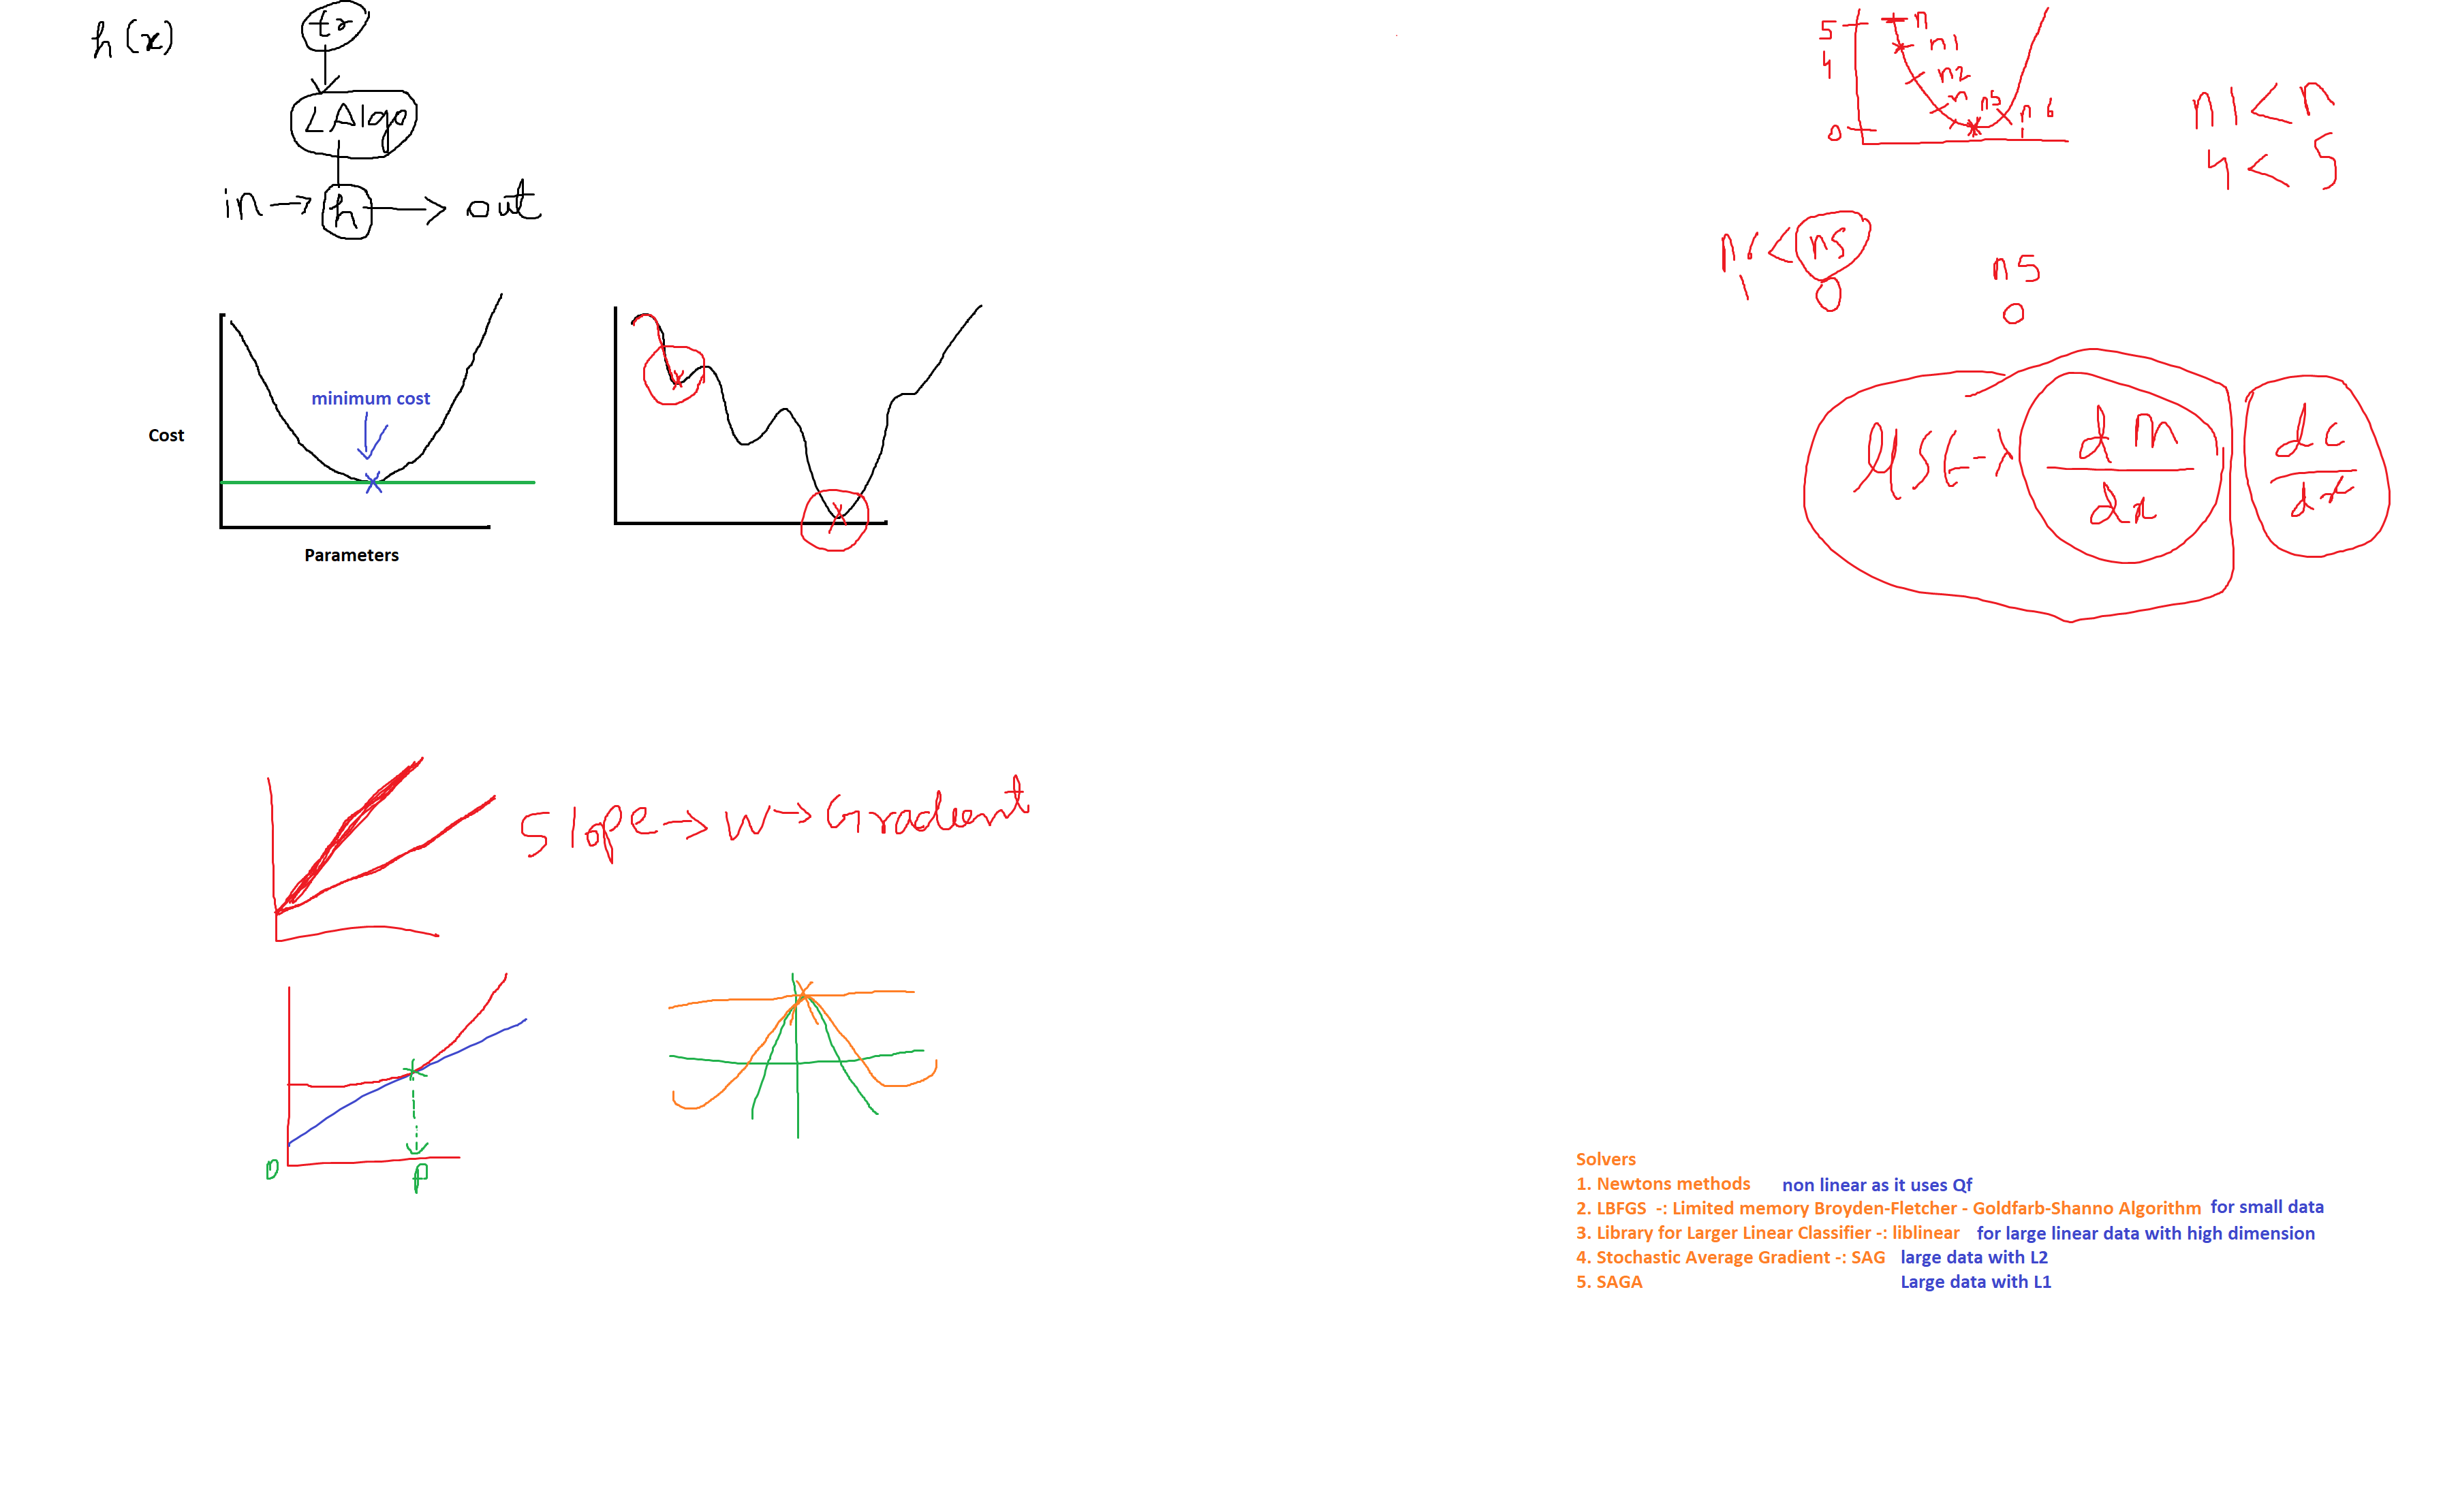 h(x)
tr
LAlgo
in → h → out
minimum cost
Cost
Parameters
5 n
n1
4 n2
n n5 n6
0 1
n1 < n
4 < 5
n6 < n5
1 0
n5
0
dm dc
dx dx
Slope → m → Gradient
0 P
Solvers
1. Newtons methods non linear as it uses Qf
2. LBFGS -: Limited memory Broyden-Fletcher - Goldfarb-Shanno Algorithm for small data
3. Library for Larger Linear Classifier -: liblinear for large linear data with high dimension
4. Stochastic Average Gradient -: SAG large data with L2
5. SAGA Large data with L1